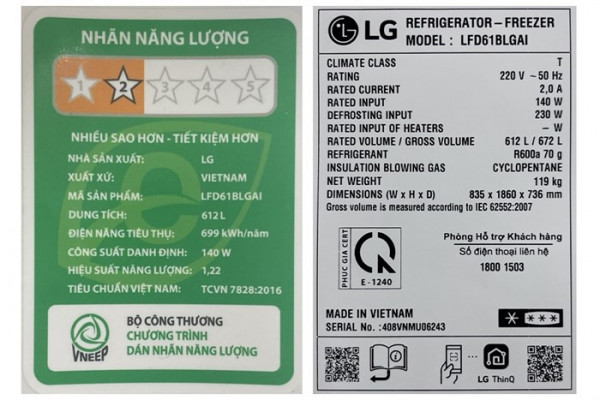 NHÃN NĂNG LƯỢNG
1 2 3 4 5
NHIỀU SAO HƠN - TIẾT KIỆM HƠN
NHÀ SẢN XUẤT: LG
XUẤT XỨ: VIETNAM
MÃ SẢN PHẨM: LFD61BLGAI
DUNG TÍCH: 612 L
ĐIỆN NĂNG TIÊU THỤ: 699 kWh/năm
CÔNG SUẤT DANH ĐỊNH: 140 W
HIỆU SUẤT NĂNG LƯỢNG: 1,22
TIÊU CHUẨN VIỆT NAM: TCVN 7828:2016
VNEEP
BỘ CÔNG THƯƠNG
CHƯƠNG TRÌNH
DÁN NHÃN NĂNG LƯỢNG
LG
REFRIGERATOR-FREEZER
MODEL : LFD61BLGAI
CLIMATE CLASS T
RATING 220 V ~50 Hz
RATED CURRENT 2,0 A
RATED INPUT 140 W
DEFROSTING INPUT 230 W
RATED INPUT OF HEATERS - W
RATED VOLUME / GROSS VOLUME 612 L / 672 L
REFRIGERANT R600a 70 g
INSULATION BLOWING GAS CYCLOPENTANE
NET WEIGHT 119 kg
DIMENSIONS (W x H x D) 835 x 1860 x 736 mm
Gross volume is measured according to IEC 62552:2007
PHUC GIA CERT
E - 1240
Phòng Hỗ trợ Khách hàng
Số điện thoại liên hệ
1800 1503
MADE IN VIETNAM
SERIAL No. :408VNMU06243
LG ThinQ